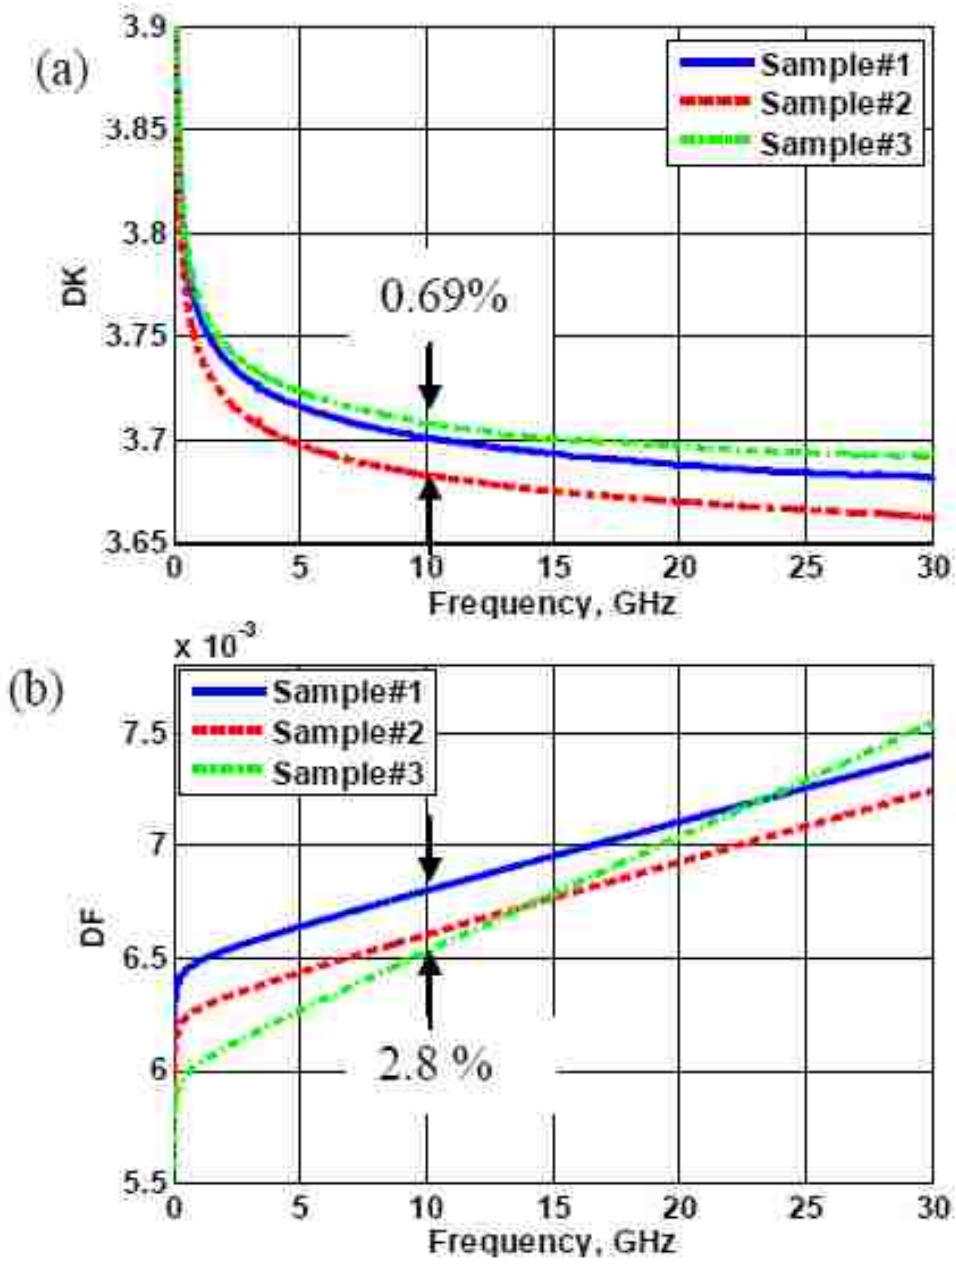 (a)
3.9
3.85
3.8
3.75
3.7
3.65
DK
Sample#1
Sample#2
Sample#3
0.69%
0 5 10 15 20 25 30
Frequency, GHz
(b)
x 10-3
7.5
7
6.5
6
5.5
DF
Sample#1
Sample#2
Sample#3
2.8 %
0 5 10 15 20 25 30
Frequency, GHz